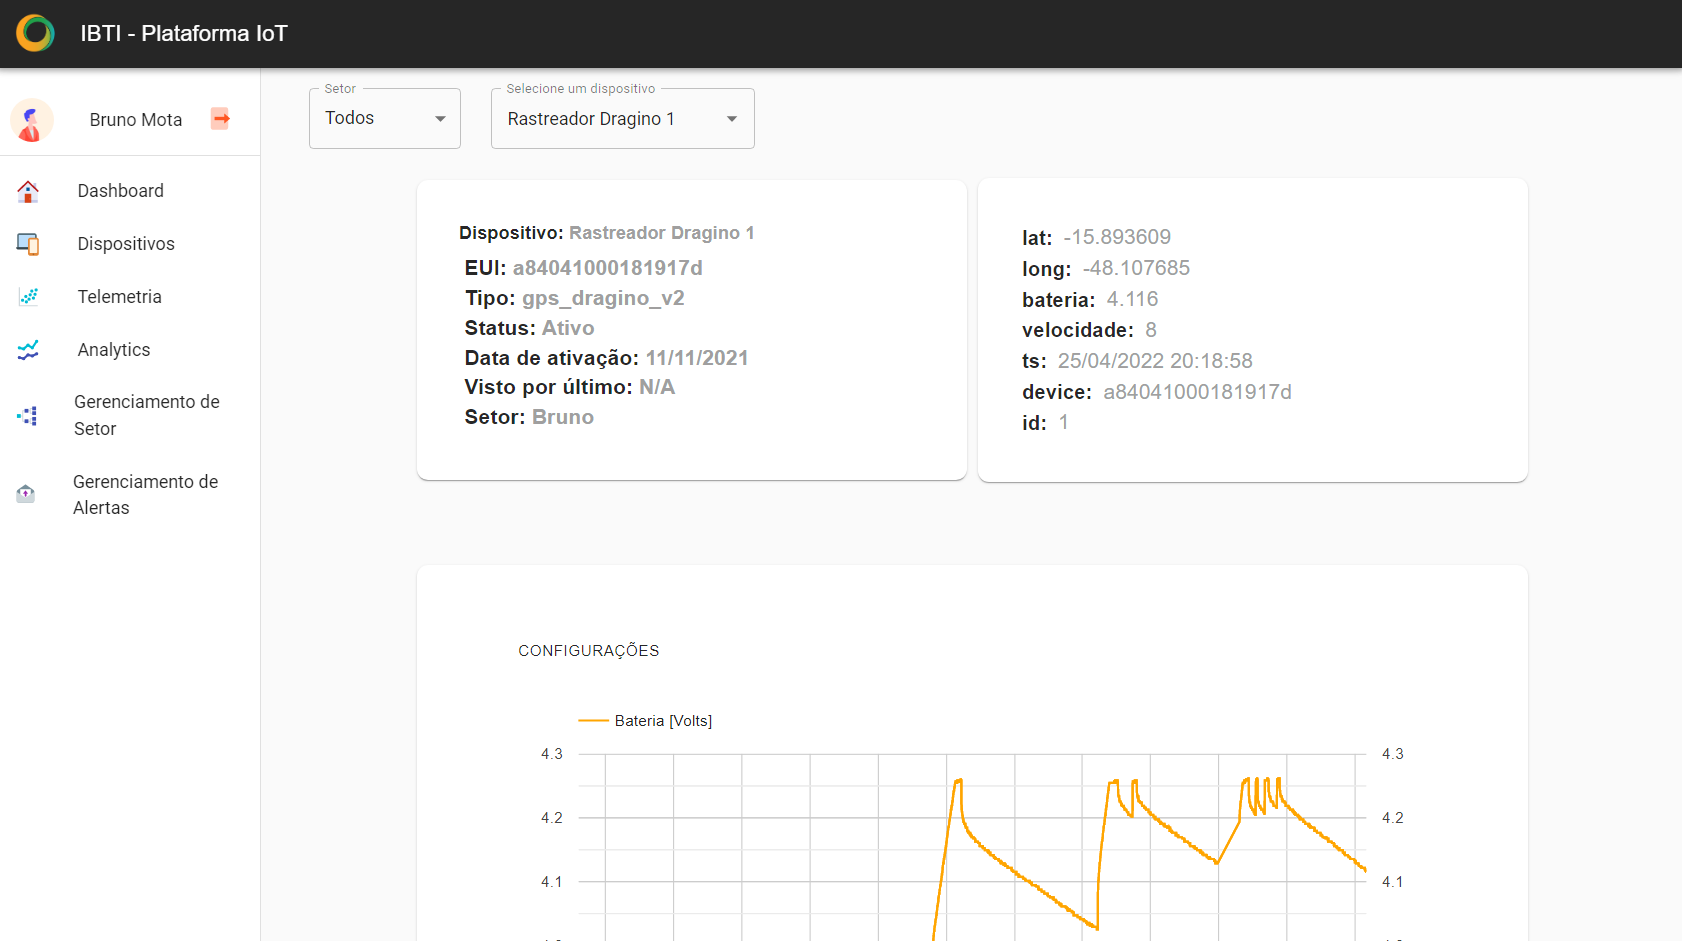 IBTI - Plataforma IoT
Bruno Mota
Dashboard
Dispositivos
Telemetria
Analytics
Gerenciamento de
Setor
Gerenciamento de
Alertas
Setor
Todos
Selecione um dispositivo
Rastreador Dragino 1
Dispositivo: Rastreador Dragino 1
EUI: a84041000181917d
Tipo: gps_dragino_v2
Status: Ativo
Data de ativação: 11/11/2021
Visto por último: N/A
Setor: Bruno
lat: -15.893609
long: -48.107685
bateria: 4.116
velocidade: 8
ts: 25/04/2022 20:18:58
device: a84041000181917d
id: 1
CONFIGURAÇÕES
Bateria [Volts]
4.3 4.3
4.2 4.2
4.1 4.1